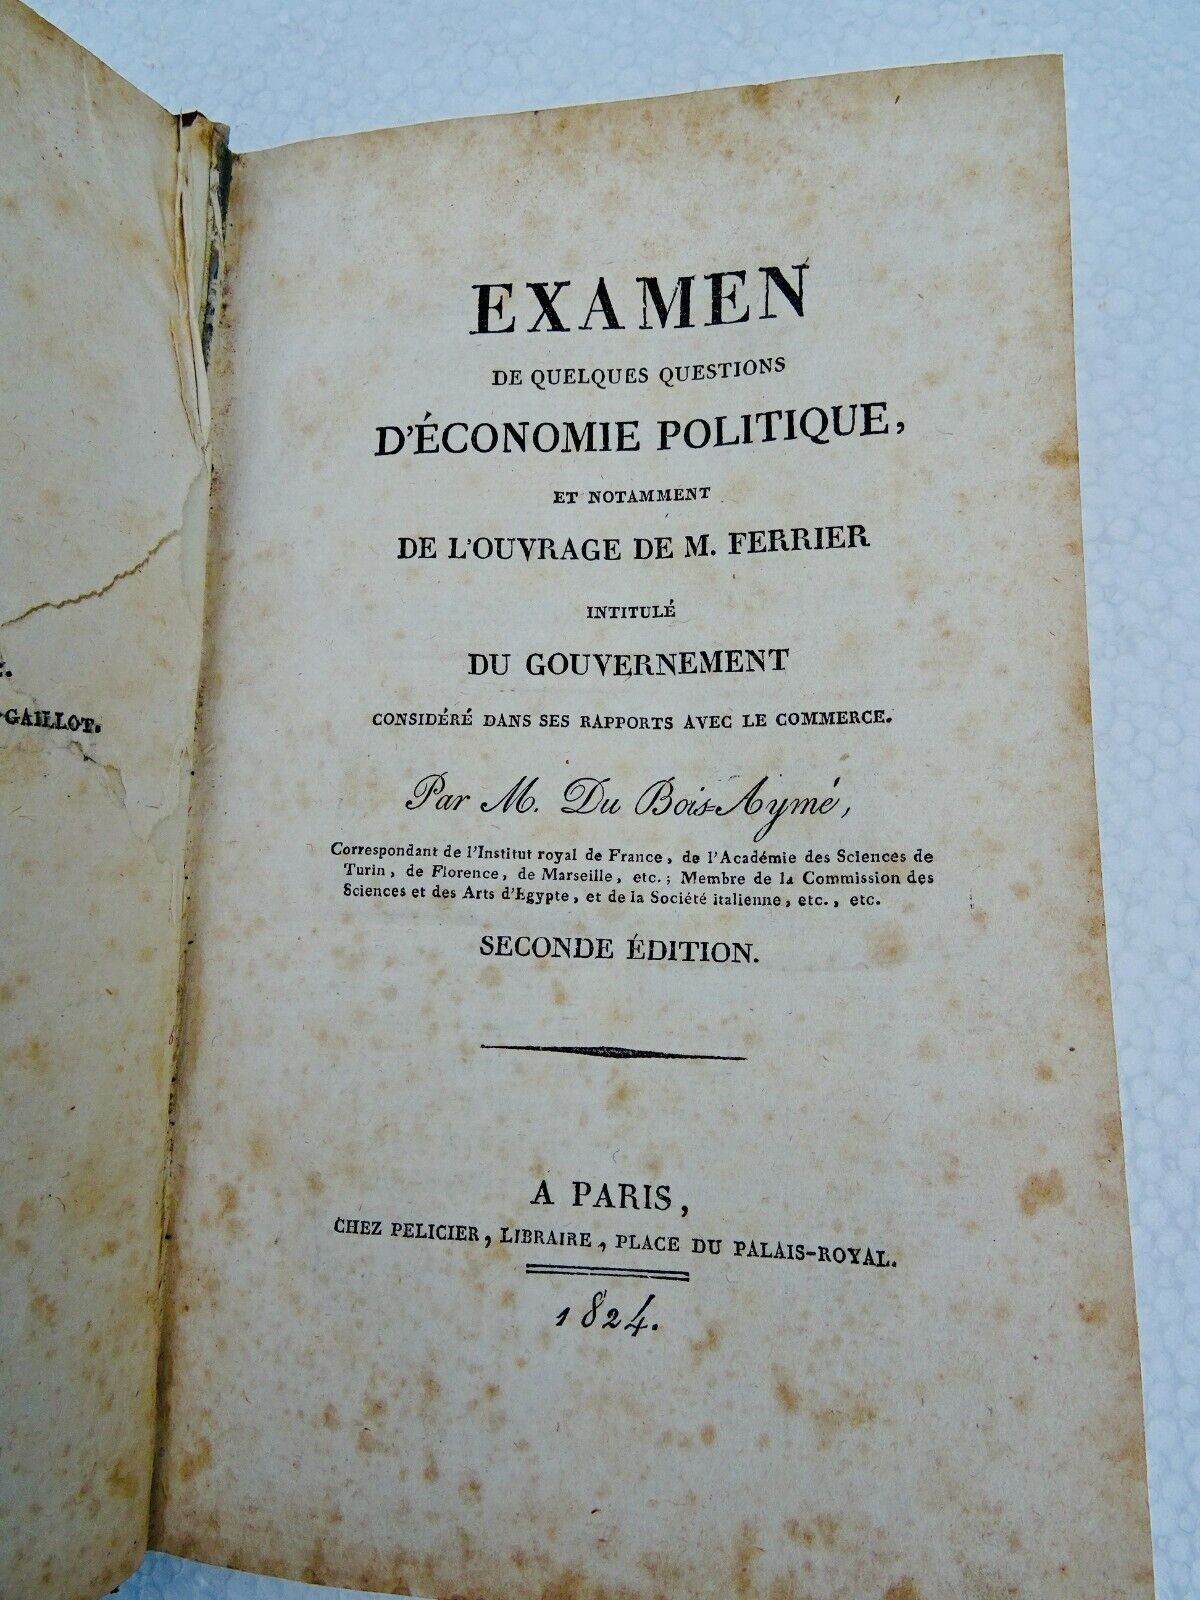 GAILLOT.
EXAMEN
DE QUELQUES QUESTIONS
D'ÉCONOMIE POLITIQUE,
ET NOTAMMENT
DE L'OUVRAGE DE M. FERRIER
INTITULÉ
DU GOUVERNEMENT
CONSIDÉRÉ DANS SES RAPPORTS AVEC LE COMMERCE.
Par M. Du Bois-Aymé,
Correspondant de l'Institut royal de France, de l'Académie des Sciences de
Turin, de Florence, de Marseille, etc.; Membre de la Commission des
Sciences et des Arts d'Egypte, et de la Société italienne, etc., etc.
SECONDE ÉDITION.
A PARIS,
CHEZ PELICIER, LIBRAIRE, PLACE DU PALAIS-ROYAL.
1824.